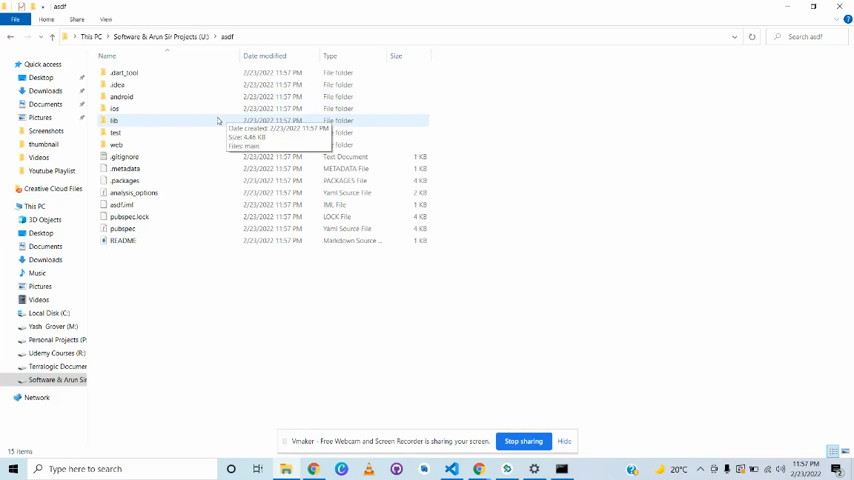 asdf
File Home Share View
This PC Software & Arun Sir Projects (U:) asdf
Search asdf
Name Date modified Type Size
Quick access
Desktop
Downloads
Documents
Pictures
Screenshots
thumbnail
Videos
Youtube Playlist
Creative Cloud Files
This PC
3D Objects
Desktop
Documents
Downloads
Music
Pictures
Videos
Local Disk (C:)
Yash Grover (M:)
Personal Projects (P:
Udemy Courses (R:)
Terralogic Documen
Software & Arun Sir
Network
.dart_tool 2/23/2022 11:57 PM File folder
.idea 2/23/2022 11:57 PM File folder
android 2/23/2022 11:57 PM File folder
ios 2/23/2022 11:57 PM File folder
lib 2/23/2022 11:57 PM File folder
test 2/23/2022 11:57 PM File folder
web 2/23/2022 11:57 PM File folder
.gitignore 2/23/2022 11:57 PM Text Document 1 KB
.metadata 2/23/2022 11:57 PM METADATA File 1 KB
.packages 2/23/2022 11:57 PM PACKAGES File 4 KB
analysis_options 2/23/2022 11:57 PM Yaml Source File 2 KB
asdf.iml 2/23/2022 11:57 PM IML File 1 KB
pubspec.lock 2/23/2022 11:57 PM LOCK File 4 KB
pubspec 2/23/2022 11:57 PM Yaml Source File 4 KB
README 2/23/2022 11:57 PM Markdown Source ... 1 KB
Date created: 2/23/2022 11:57 PM
Size: 4.46 KB
Files: main
Vmaker - Free Webcam and Screen Recorder is sharing your screen. Stop sharing Hide
15 items
Type here to search
20°C
11:57 PM
2/23/2022
2